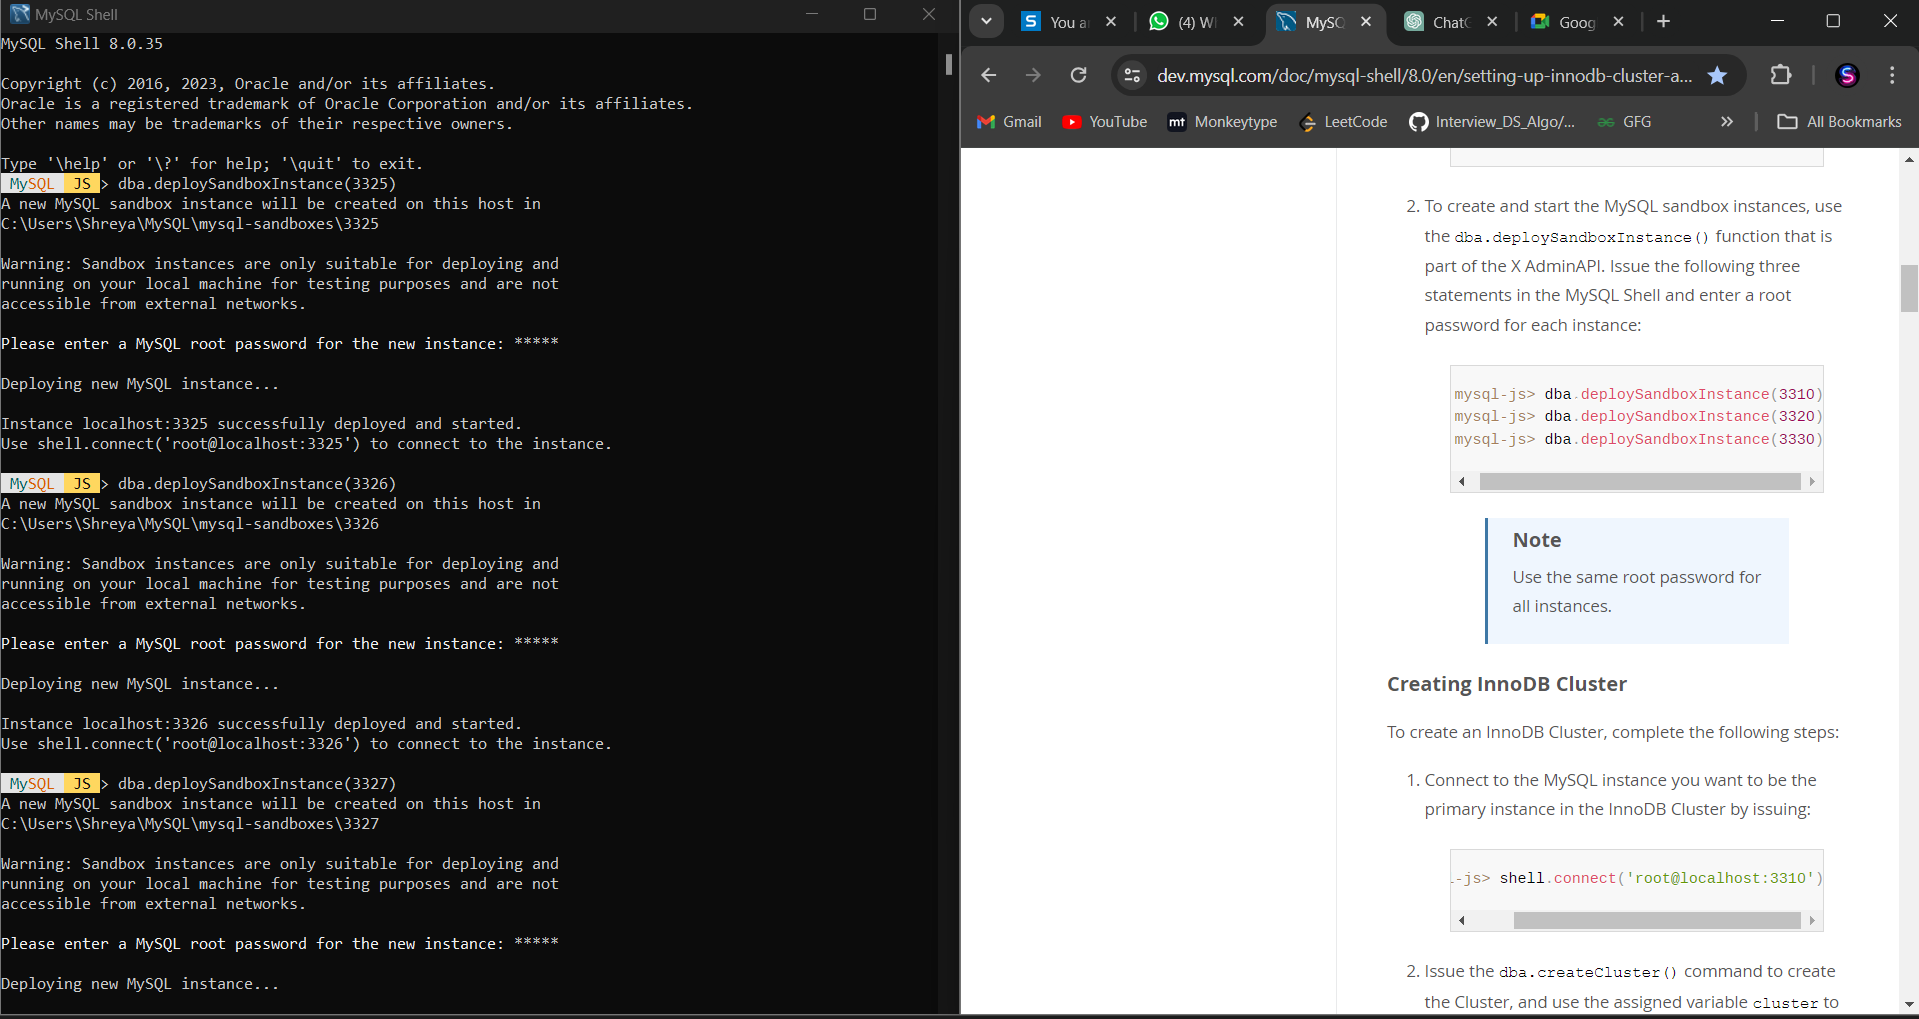 MySQL Shell
MySQL Shell 8.0.35
Copyright (c) 2016, 2023, Oracle and/or its affiliates.
Oracle is a registered trademark of Oracle Corporation and/or its affiliates.
Other names may be trademarks of their respective owners.
Type '\help' or '\?' for help; '\quit' to exit.
MySQL JS > dba.deploySandboxInstance(3325)
A new MySQL sandbox instance will be created on this host in
C:\Users\Shreya\MySQL\mysql-sandboxes\3325
Warning: Sandbox instances are only suitable for deploying and
running on your local machine for testing purposes and are not
accessible from external networks.
Please enter a MySQL root password for the new instance: *****
Deploying new MySQL instance...
Instance localhost:3325 successfully deployed and started.
Use shell.connect('root@localhost:3325') to connect to the instance.
MySQL JS > dba.deploySandboxInstance(3326)
A new MySQL sandbox instance will be created on this host in
C:\Users\Shreya\MySQL\mysql-sandboxes\3326
Warning: Sandbox instances are only suitable for deploying and
running on your local machine for testing purposes and are not
accessible from external networks.
Please enter a MySQL root password for the new instance: *****
Deploying new MySQL instance...
Instance localhost:3326 successfully deployed and started.
Use shell.connect('root@localhost:3326') to connect to the instance.
MySQL JS > dba.deploySandboxInstance(3327)
A new MySQL sandbox instance will be created on this host in
C:\Users\Shreya\MySQL\mysql-sandboxes\3327
Warning: Sandbox instances are only suitable for deploying and
running on your local machine for testing purposes and are not
accessible from external networks.
Please enter a MySQL root password for the new instance: *****
Deploying new MySQL instance...
S You a (4) W MySQ ChatG Goog
dev.mysql.com/doc/mysql-shell/8.0/en/setting-up-innodb-cluster-a... S
Gmail YouTube mt Monkeytype LeetCode Interview_DS_Algo/... GFG » All Bookmarks
2. To create and start the MySQL sandbox instances, use
the dba.deploySandboxInstance() function that is
part of the X AdminAPI. Issue the following three
statements in the MySQL Shell and enter a root
password for each instance:
mysql-js> dba.deploySandboxInstance(3310)
mysql-js> dba.deploySandboxInstance(3320)
mysql-js> dba.deploySandboxInstance(3330)
Note
Use the same root password for
all instances.
Creating InnoDB Cluster
To create an InnoDB Cluster, complete the following steps:
1. Connect to the MySQL instance you want to be the
primary instance in the InnoDB Cluster by issuing:
-js> shell.connect('root@localhost:3310')
2. Issue the dba.createCluster() command to create
the Cluster, and use the assigned variable cluster to